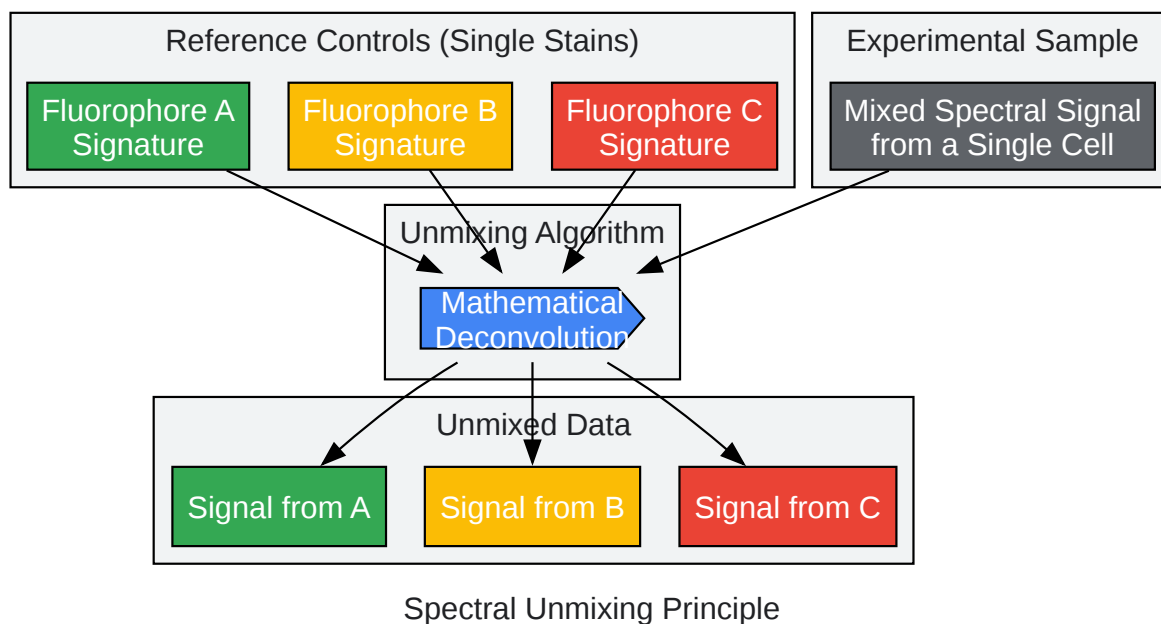 Reference Controls (Single Stains)
Experimental Sample
Fluorophore A
Signature
Fluorophore B
Signature
Fluorophore C
Signature
Mixed Spectral Signal
from a Single Cell
Unmixing Algorithm
Mathematical
Deconvolution
Unmixed Data
Signal from A
Signal from B
Signal from C
Spectral Unmixing Principle